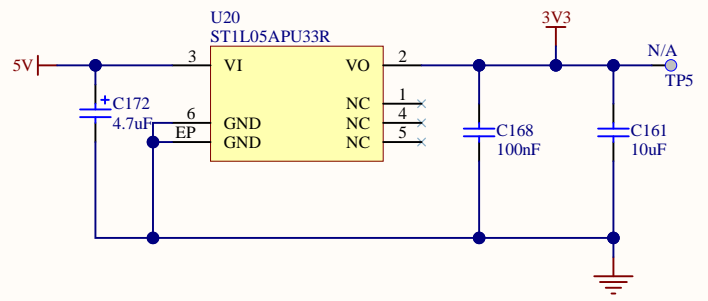 U20
ST1L05APU33R
3V3
5V
3
VI
VO
2
N/A
TP5
1
NC
C172
4.7uF
6
GND
4
NC
EP
GND
5
NC
C168
100nF
C161
10uF